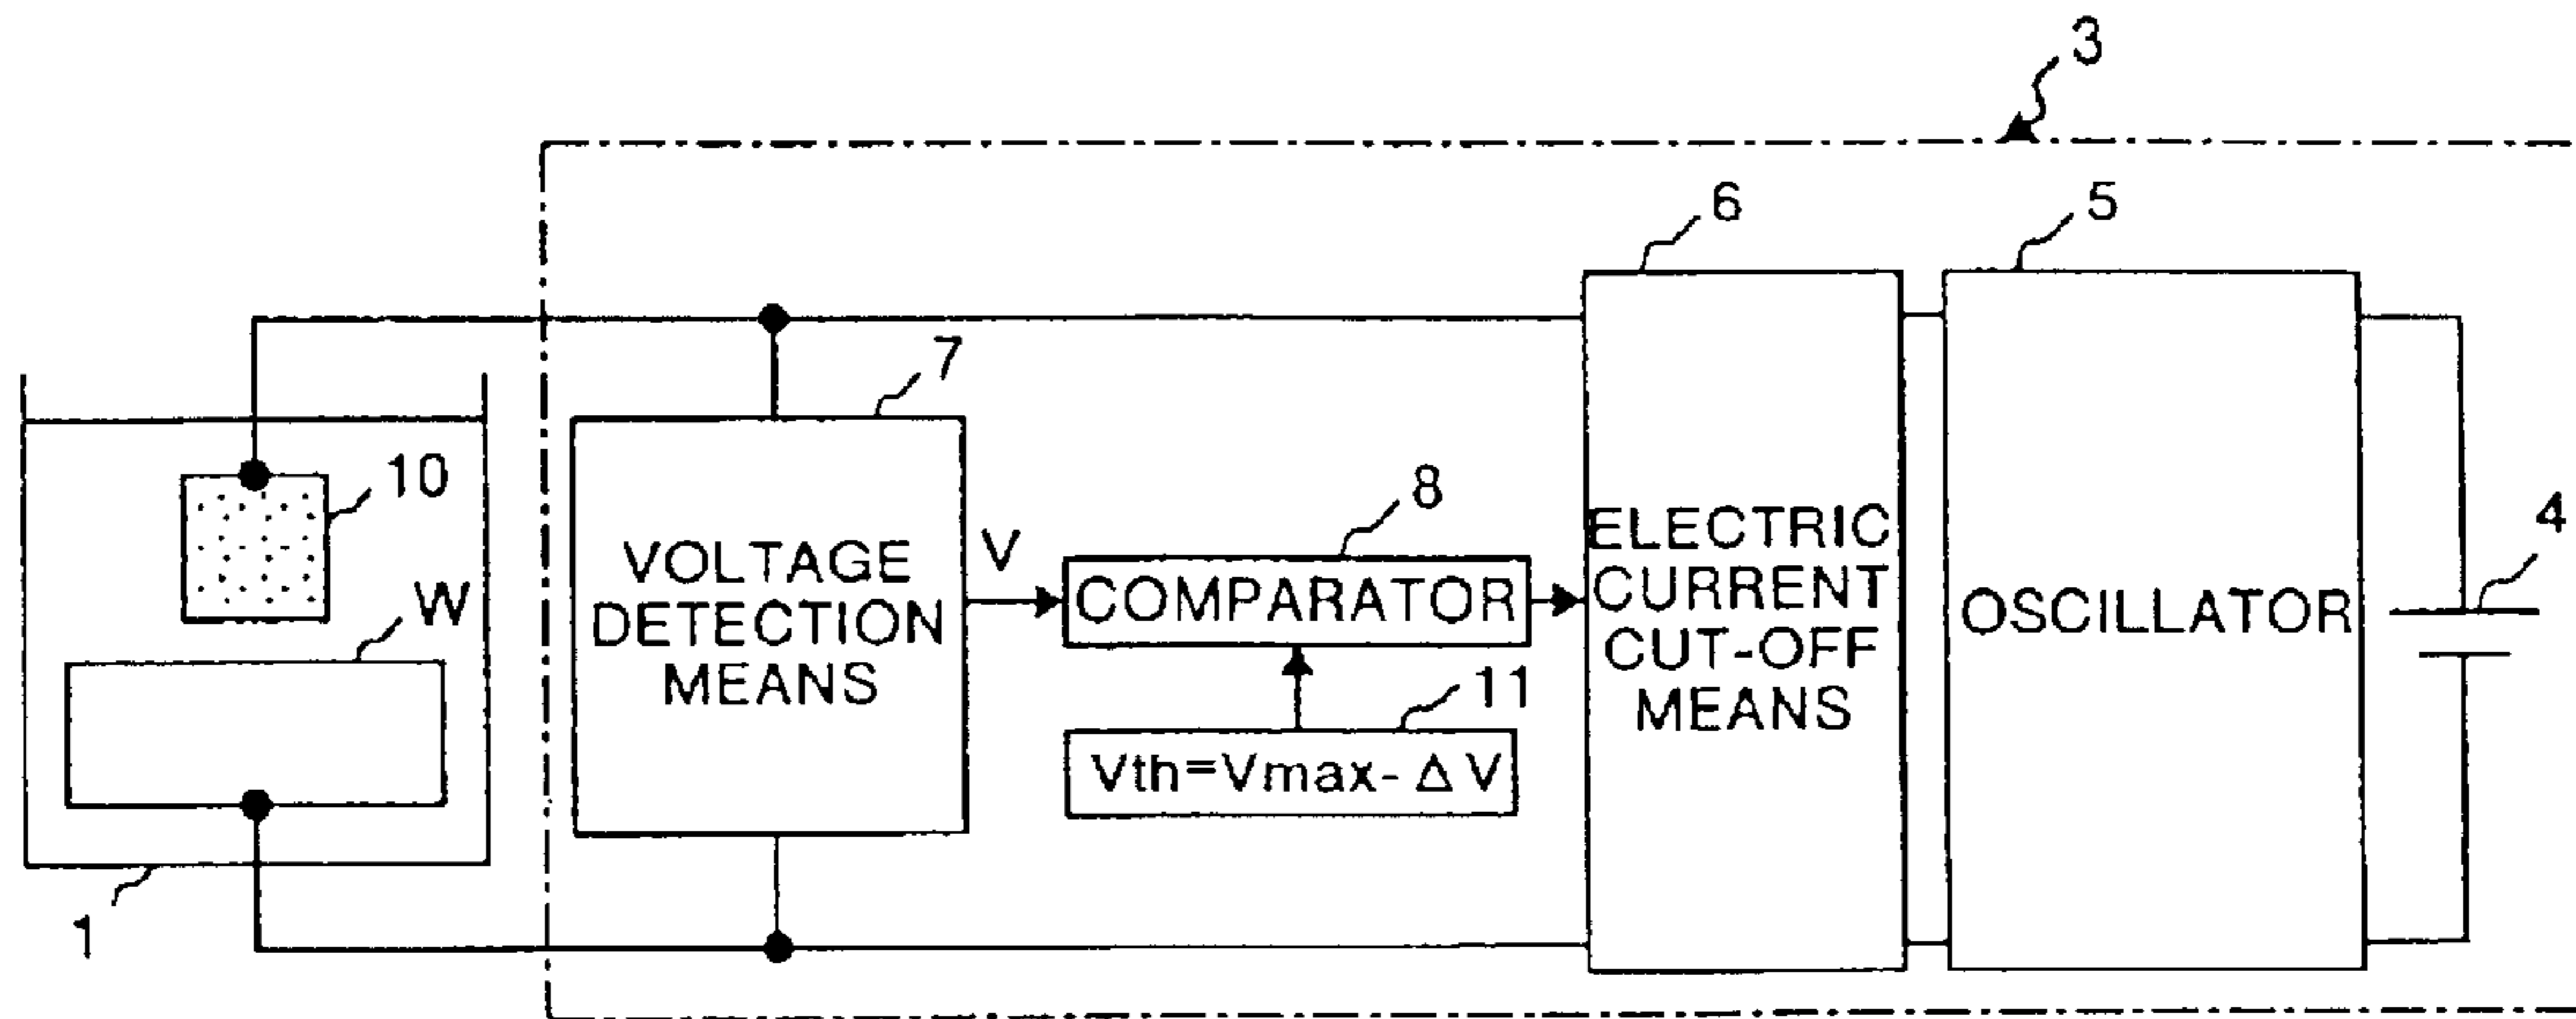 3
6
5
7
10
8
4
V
ELECTRIC
CURRENT
CUT-OFF
MEANS
VOLTAGE
DETECTION
MEANS
COMPARATOR
OSCILLATOR
W
11
Vth=Vmax-ΔV
1